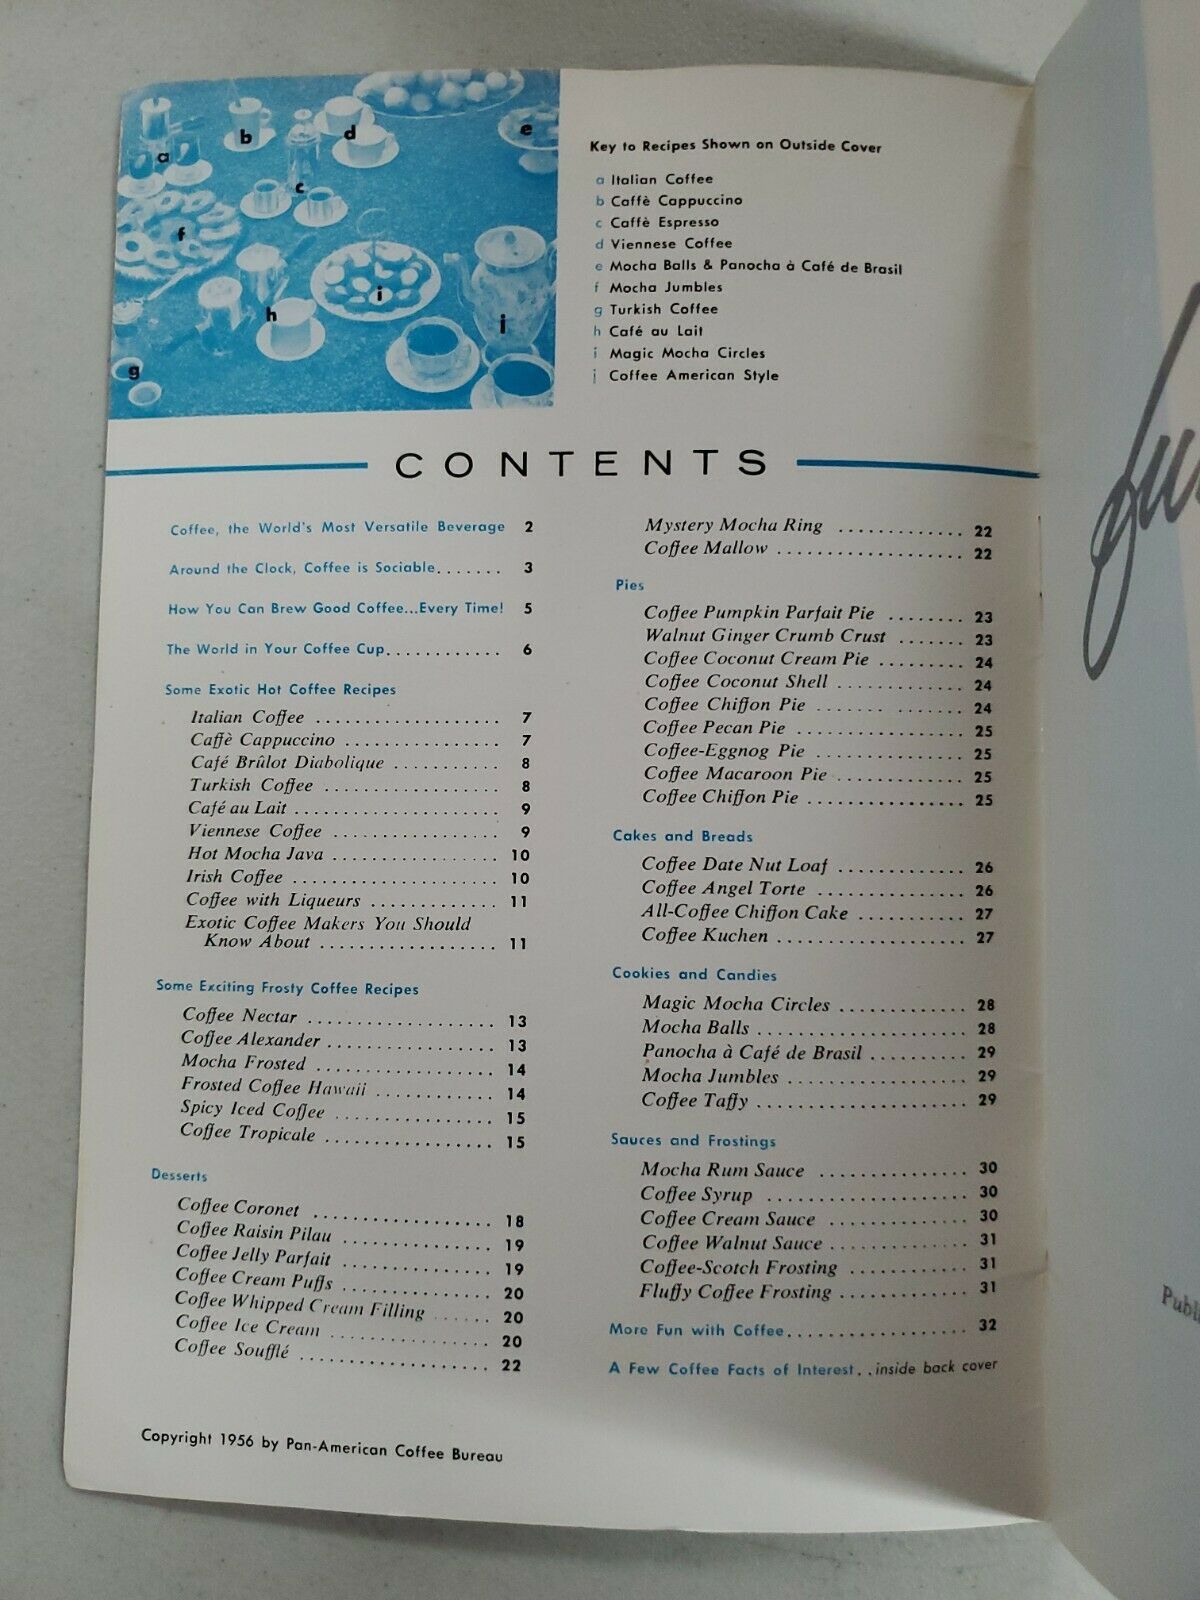 a
b
c
d
e
f
g
h
i
j
Key to Recipes Shown on Outside Cover
a Italian Coffee
b Caffè Cappuccino
c Caffè Espresso
d Viennese Coffee
e Mocha Balls & Panocha à Café de Brasil
f Mocha Jumbles
g Turkish Coffee
h Café au Lait
i Magic Mocha Circles
j Coffee American Style
CONTENTS
Coffee, the World's Most Versatile Beverage 2
Around the Clock, Coffee is Sociable....... 3
How You Can Brew Good Coffee...Every Time! 5
The World in Your Coffee Cup............ 6
Some Exotic Hot Coffee Recipes
Italian Coffee ................... 7
Caffè Cappuccino ................ 7
Café Brûlot Diabolique ........... 8
Turkish Coffee .................. 8
Café au Lait ..................... 9
Viennese Coffee ................. 9
Hot Mocha Java ................. 10
Irish Coffee ..................... 10
Coffee with Liqueurs ............. 11
Exotic Coffee Makers You Should
Know About .................. 11
Some Exciting Frosty Coffee Recipes
Coffee Nectar ................... 13
Coffee Alexander ................. 13
Mocha Frosted .................. 14
Frosted Coffee Hawaii ............ 14
Spicy Iced Coffee ................ 15
Coffee Tropicale ................. 15
Desserts
Coffee Coronet .................. 18
Coffee Raisin Pilau ............... 19
Coffee Jelly Parfait ............... 19
Coffee Cream Puffs ............... 20
Coffee Whipped Cream Filling ...... 20
Coffee Ice Cream ................ 20
Coffee Soufflé ................... 22
Mystery Mocha Ring ............. 22
Coffee Mallow ................... 22
Pies
Coffee Pumpkin Parfait Pie ........ 23
Walnut Ginger Crumb Crust ....... 23
Coffee Coconut Cream Pie ......... 24
Coffee Coconut Shell ............. 24
Coffee Chiffon Pie ....... ....... 24
Coffee Pecan Pie ................. 25
Coffee-Eggnog Pie ............... 25
Coffee Macaroon Pie ............. 25
Coffee Chiffon Pie ................ 25
Cakes and Breads
Coffee Date Nut Loaf ............. 26
Coffee Angel Torte ............... 26
All-Coffee Chiffon Cake ........... 27
Coffee Kuchen ................... 27
Cookies and Candies
Magic Mocha Circles ............. 28
Mocha Balls ..................... 28
Panocha à Café de Brasil .......... 29
Mocha Jumbles .................. 29
Coffee Taffy ..................... 29
Sauces and Frostings
Mocha Rum Sauce ............... 30
Coffee Syrup .................... 30
Coffee Cream Sauce .............. 30
Coffee Walnut Sauce .............. 31
Coffee-Scotch Frosting ............ 31
Fluffy Coffee Frosting ............. 31
More Fun with Coffee.................. 32
A Few Coffee Facts of Interest. . .inside back cover
Copyright 1956 by Pan-American Coffee Bureau